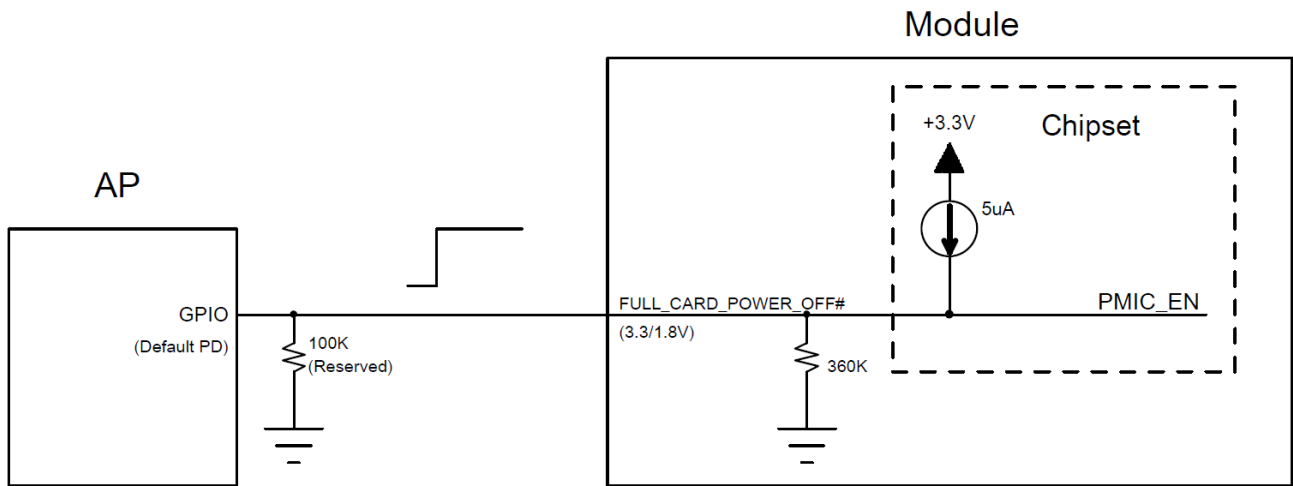 Module
+3.3V
Chipset
AP
5uA
GPIO
(Default PD)
100K
(Reserved)
FULL_CARD_POWER_OFF#
(3.3/1.8V)
PMIC_EN
360K